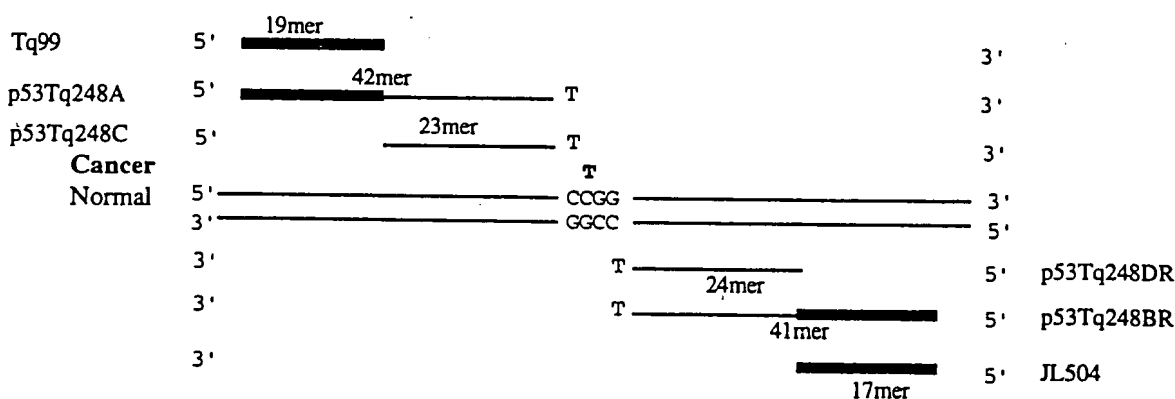 19mer
Tq99 5' 3'
42mer
p53Tq248A 5' T 3'
23mer
p53Tq248C 5' T 3'
Cancer T
Normal 5' CCGG 3'
3' GGCC 5'
3' T 5' p53Tq248DR
24mer
3' T 5' p53Tq248BR
41mer
3' 5' JL504
17mer